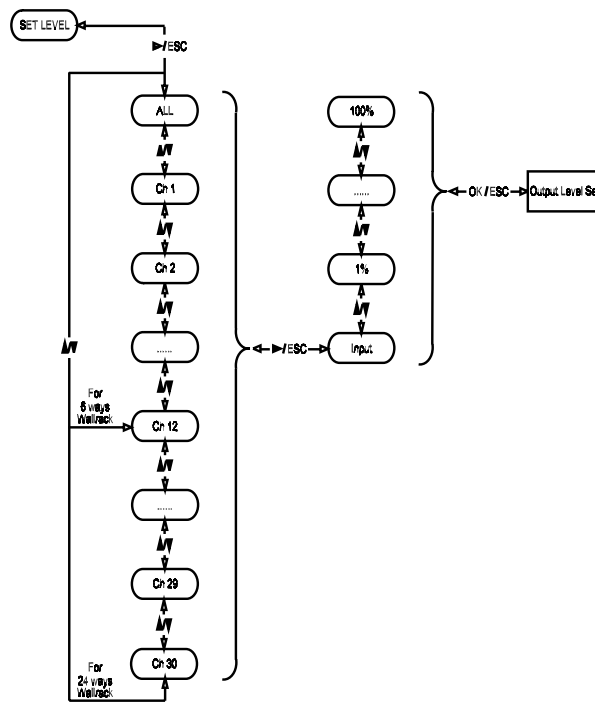 SET LEVEL
▶/ESC
ALL
▲/▼
Ch 1
▲/▼
Ch 2
▲/▼
......
▲/▼
▲/▼
For
6 ways
Wallrack
Ch 12
▲/▼
......
▲/▼
Ch 29
▲/▼
For
24 ways
Wallrack
Ch 30
100%
▲/▼
......
▲/▼
1%
▲/▼
▶/ESC
Input
OK / ESC
Output Level Se